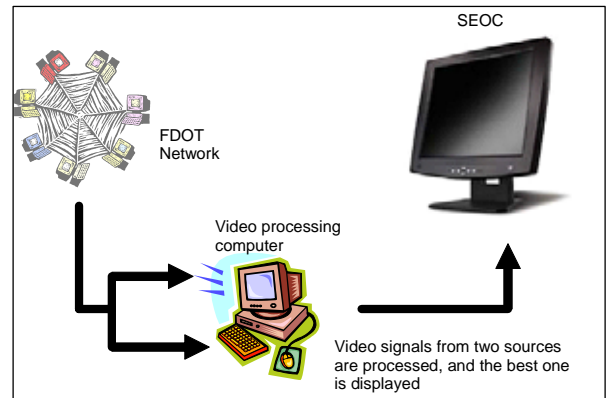 SEOC
FDOT
Network
Video processing
computer
Video signals from two sources
are processed, and the best one
is displayed